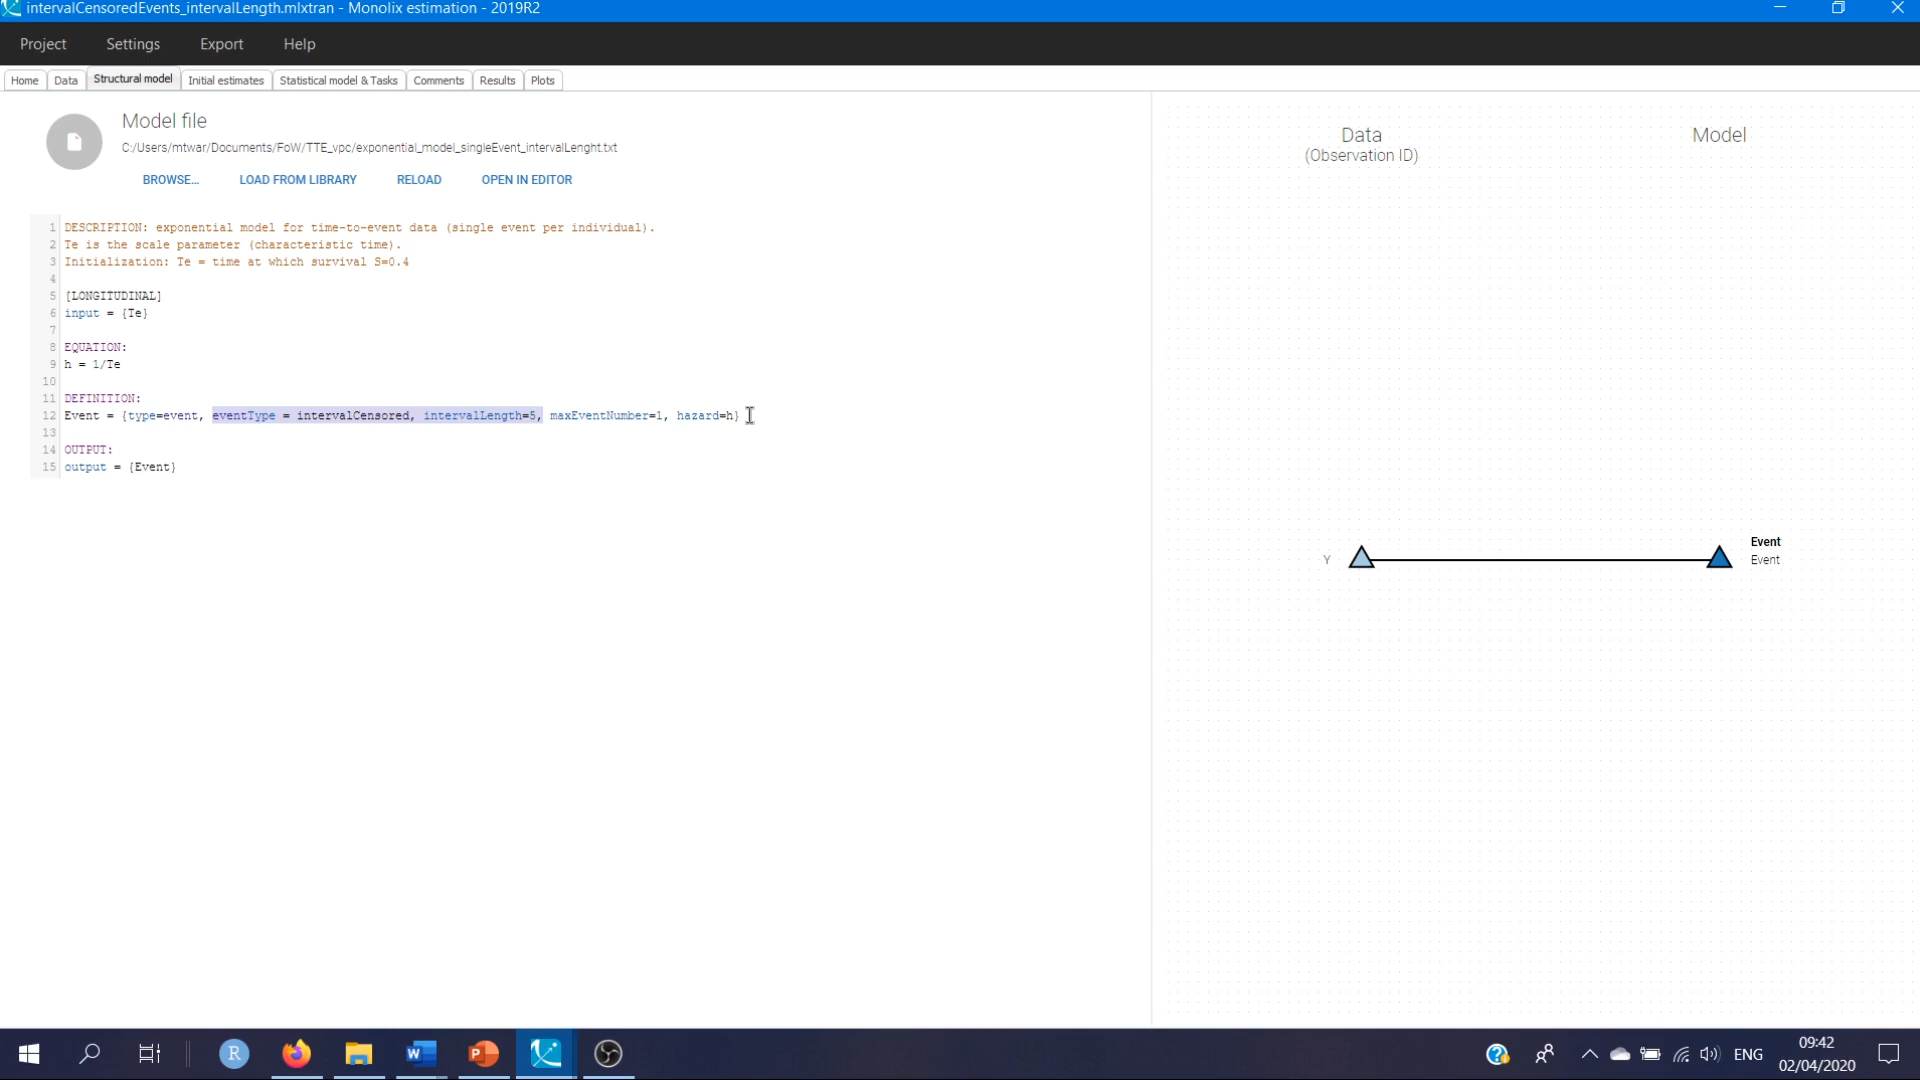 intervalCensoredEvents_intervalLength.mlxtran - Monolix estimation - 2019R2
Project Settings Export Help
Home Data Structural model Initial estimates Statistical model & Tasks Comments Results Plots
Model file
C:/Users/mtwar/Documents/FoW/TTE_vpc/exponential_model_singleEvent_intervalLenght.txt
BROWSE... LOAD FROM LIBRARY RELOAD OPEN IN EDITOR
1 DESCRIPTION: exponential model for time-to-event data (single event per individual).
2 Te is the scale parameter (characteristic time).
3 Initialization: Te = time at which survival S=0.4
4
5 [LONGITUDINAL]
6 input = {Te}
7
8 EQUATION:
9 h = 1/Te
10
11 DEFINITION:
12 Event = {type=event, eventType = intervalCensored, intervalLength=5, maxEventNumber=1, hazard=h}
13
14 OUTPUT:
15 output = {Event}
Data
(Observation ID)
Model
Y
Event
Event
R
W
P
ENG
09:42
02/04/2020